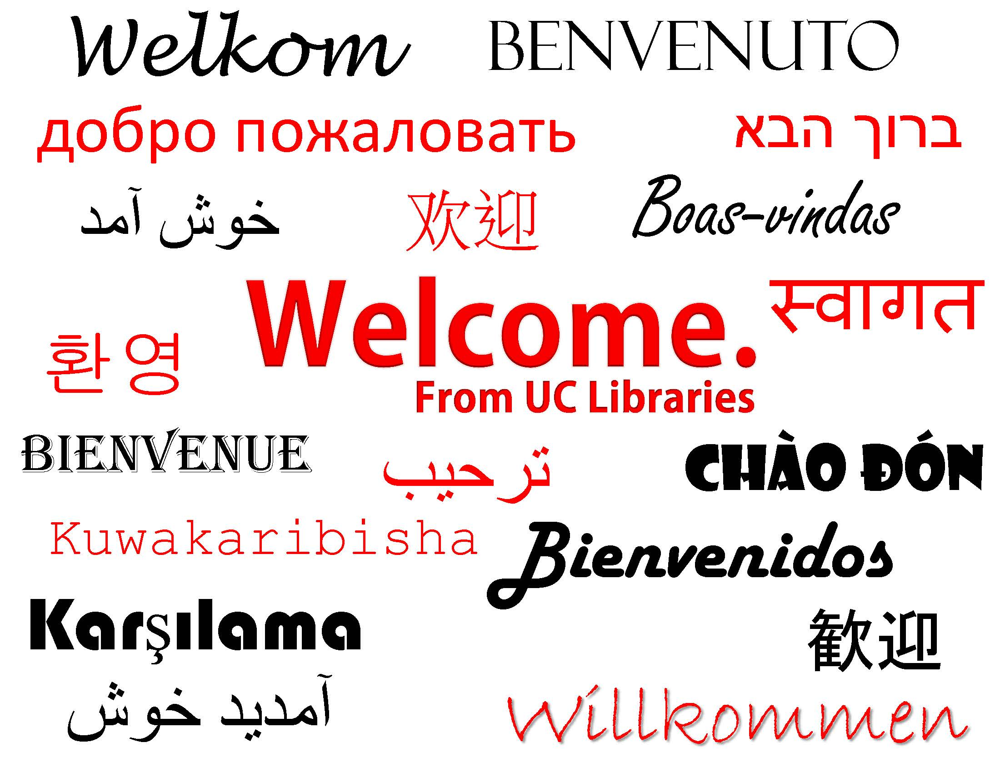 Welkom
BENVENUTO
добро пожаловать
ברוך הבא
خوش آمد
欢迎
Boas-vindas
Welcome.
स्वागत
환영
From UC Libraries
BIENVENUE
ترحيب
CHÀO ĐÓN
Kuwakaribisha
Bienvenidos
Karşılama
歓迎
آمدید خوش
Willkommen